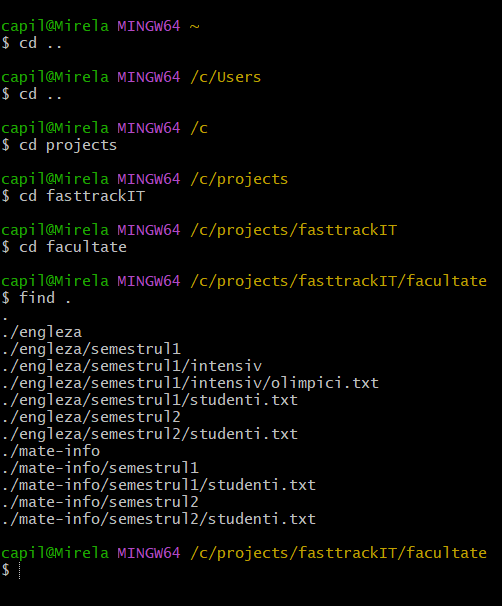 capil@Mirela MINGW64 ~
$ cd ..
capil@Mirela MINGW64 /c/Users
$ cd ..
capil@Mirela MINGW64 /c
$ cd projects
capil@Mirela MINGW64 /c/projects
$ cd fasttrackIT
capil@Mirela MINGW64 /c/projects/fasttrackIT
$ cd facultate
capil@Mirela MINGW64 /c/projects/fasttrackIT/facultate
$ find .
.
./engleza
./engleza/semestrul1
./engleza/semestrul1/intensiv
./engleza/semestrul1/intensiv/olimpici.txt
./engleza/semestrul1/studenti.txt
./engleza/semestrul2
./engleza/semestrul2/studenti.txt
./mate-info
./mate-info/semestrul1
./mate-info/semestrul1/studenti.txt
./mate-info/semestrul2
./mate-info/semestrul2/studenti.txt
capil@Mirela MINGW64 /c/projects/fasttrackIT/facultate
$